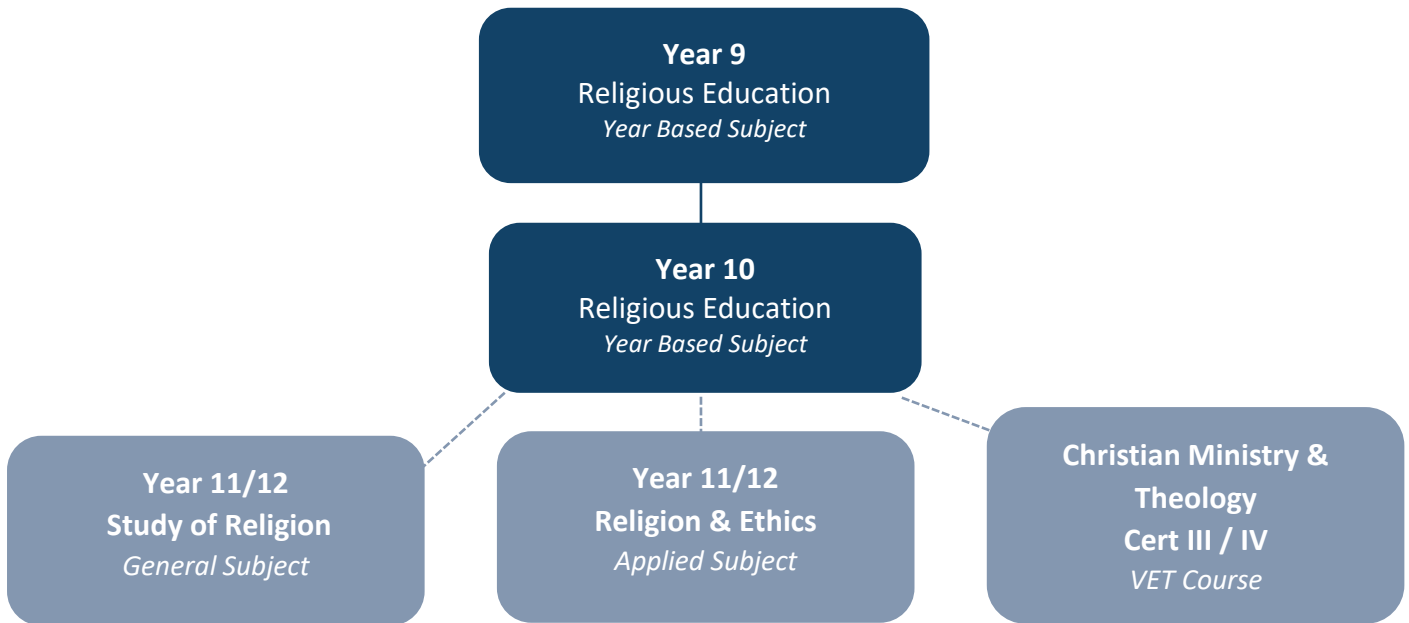 Year 9
Religious Education
Year Based Subject
Year 10
Religious Education
Year Based Subject
Year 11/12
Study of Religion
General Subject
Year 11/12
Religion & Ethics
Applied Subject
Christian Ministry &
Theology
Cert III / IV
VET Course